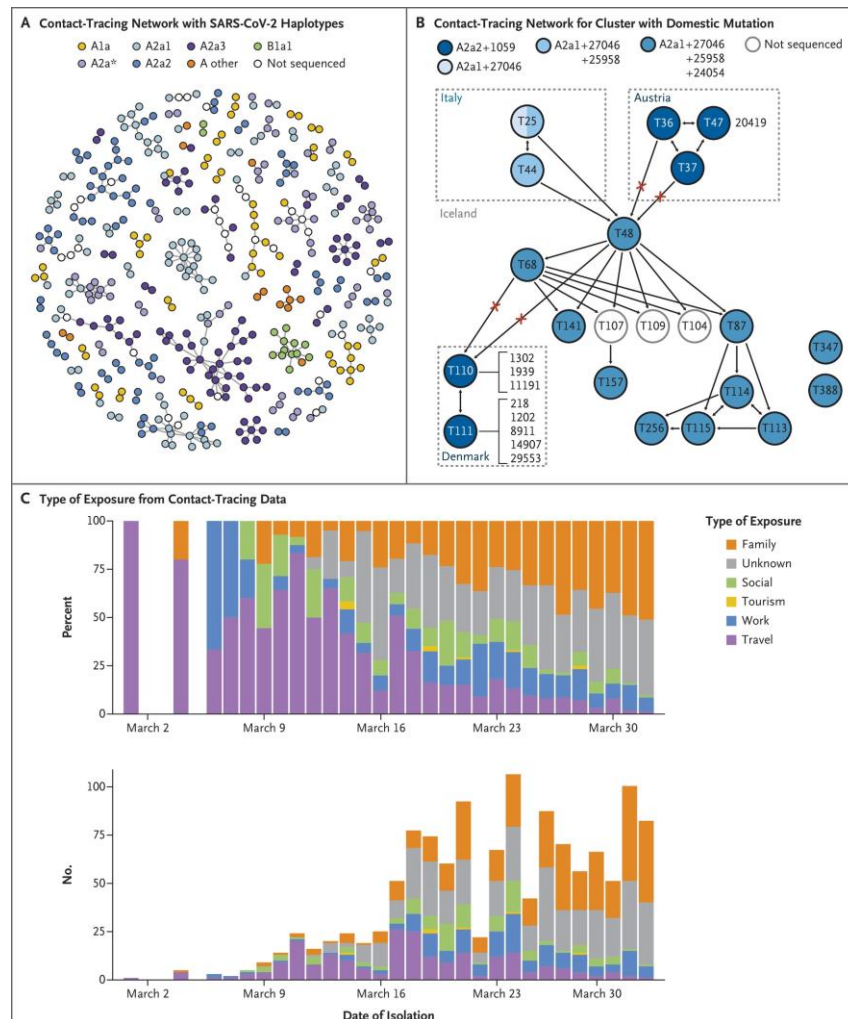 A Contact-Tracing Network with SARS-CoV-2 Haplotypes
A1a
A2a1
A2a3
B1a1
A2a*
A2a2
A other
Not sequenced
B Contact-Tracing Network for Cluster with Domestic Mutation
A2a2+1059
A2a1+27046
A2a1+27046
+25958
A2a1+27046
+25958
+24054
Not sequenced
Italy
Austria
T25
T36
T47
20419
T44
T37
Iceland
T48
T68
T141
T107
T109
T104
T87
T347
T110
1302
1939
11191
T157
T114
T388
T111
218
1202
8911
14907
29553
T256
T115
T113
Denmark
C Type of Exposure from Contact-Tracing Data
100
75
50
25
0
Percent
March 2
March 9
March 16
March 23
March 30
Type of Exposure
Family
Unknown
Social
Tourism
Work
Travel
100
75
50
25
0
No.
March 2
March 9
March 16
March 23
March 30
Date of Isolation